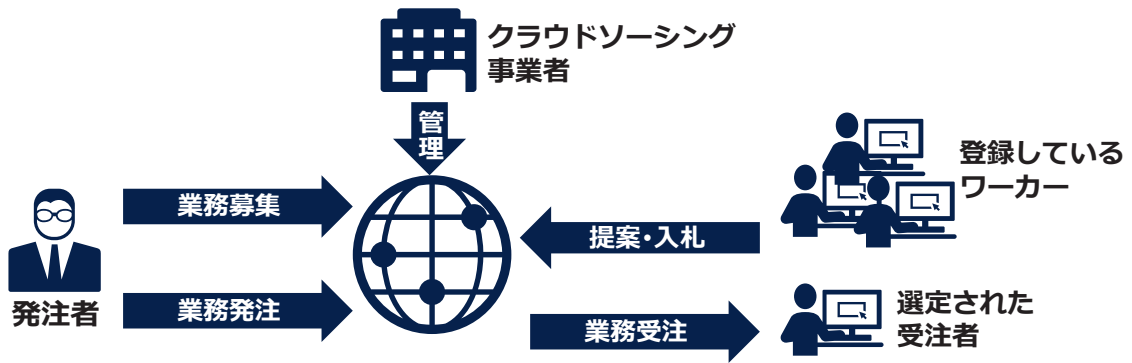 クラウドソーシング
事業者
管理
業務募集
登録している
ワーカー
提案・入札
発注者
業務発注
業務受注
選定された
受注者